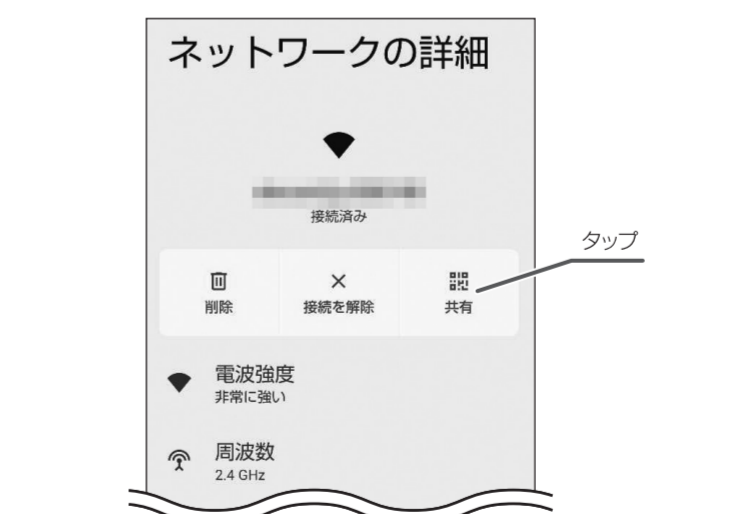 ネットワークの詳細
接続済み
タップ
削除
接続を解除
共有
電波強度
非常に強い
周波数
2.4 GHz